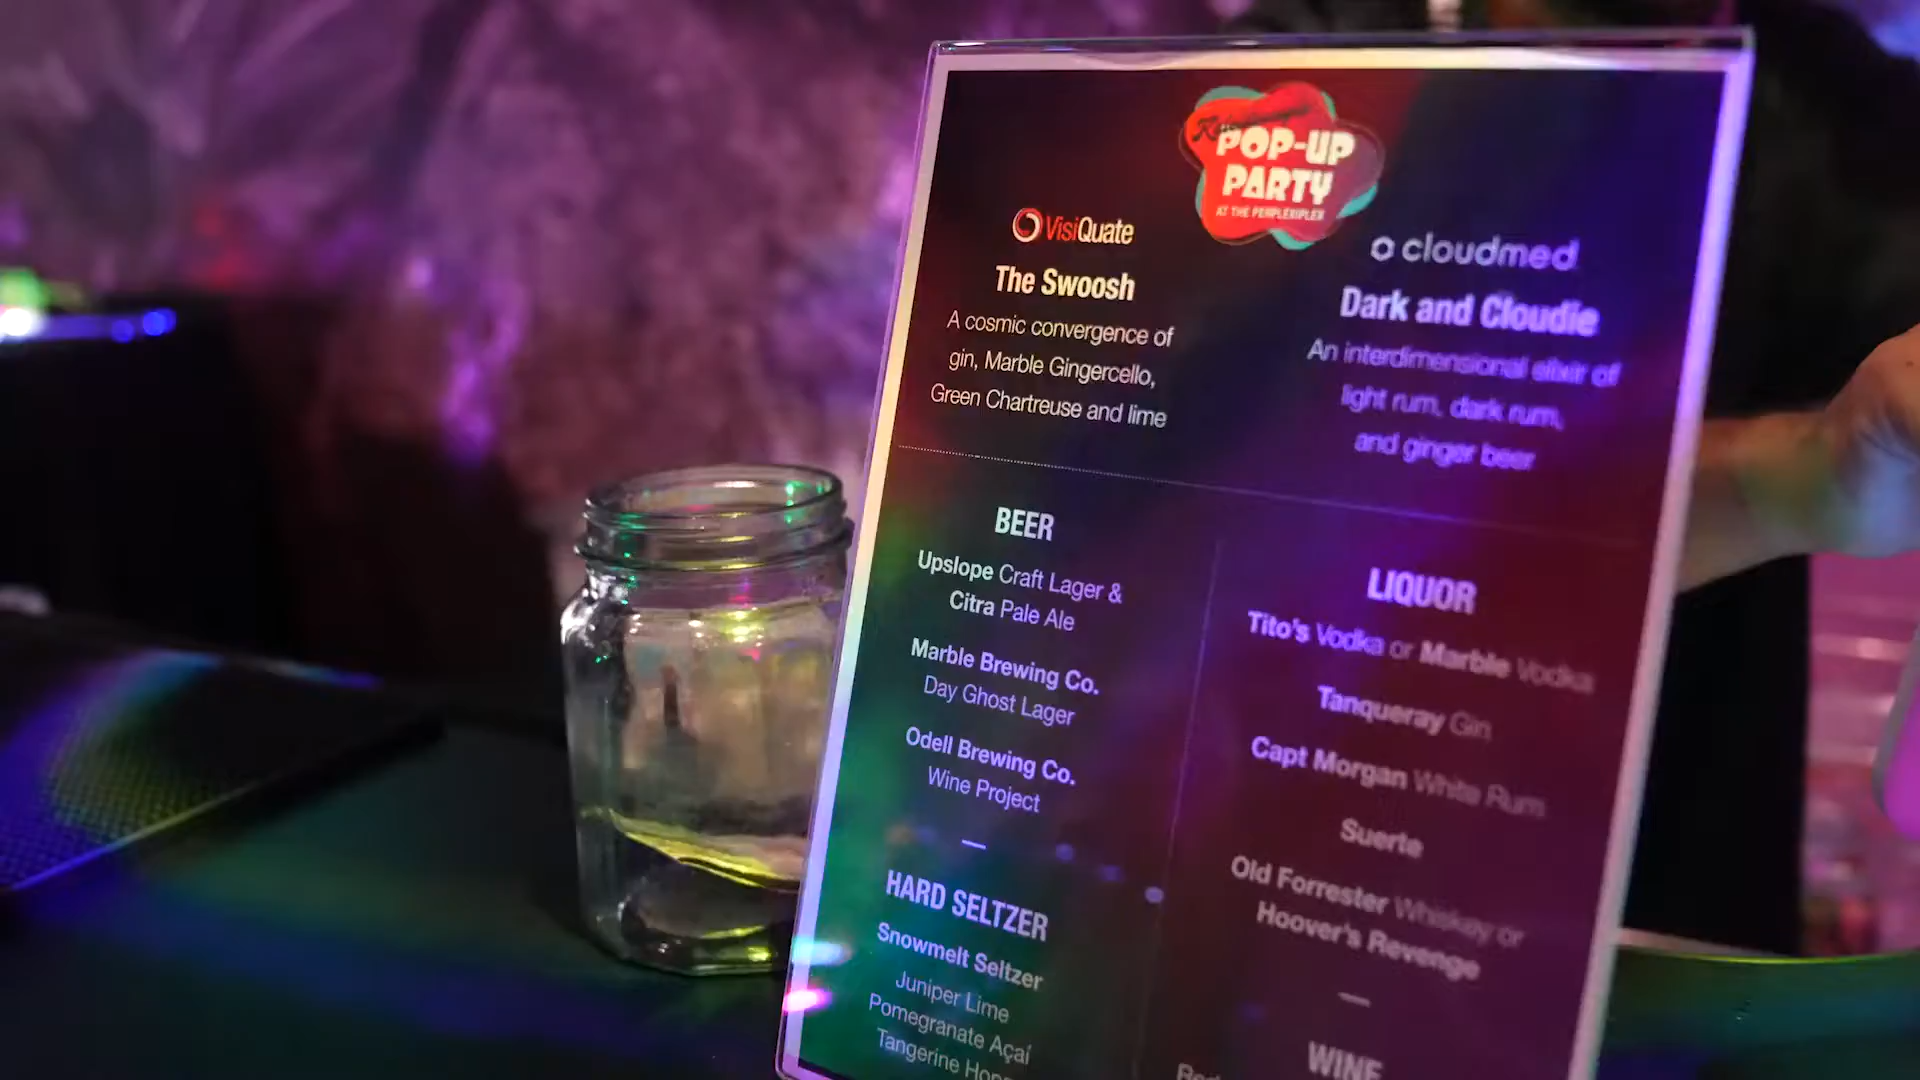 POP-UP
PARTY
AT THE PERPLEXIPLEX
VisiQuate
The Swoosh
A cosmic convergence of
gin, Marble Gingercello,
Green Chartreuse and lime
cloudmed
Dark and Cloudie
An interdimensional elixir of
light rum, dark rum,
and ginger beer
BEER
Upslope Craft Lager &
Citra Pale Ale
Marble Brewing Co.
Day Ghost Lager
Odell Brewing Co.
Wine Project
HARD SELTZER
Snowmelt Seltzer
Juniper Lime
Pomegranate Açaí
Tangerine
LIQUOR
Tito's Vodka or Marble Vodka
Tanqueray Gin
Capt Morgan White Rum
Suerte
Old Forrester Whiskey or
Hoover's Revenge
WINE